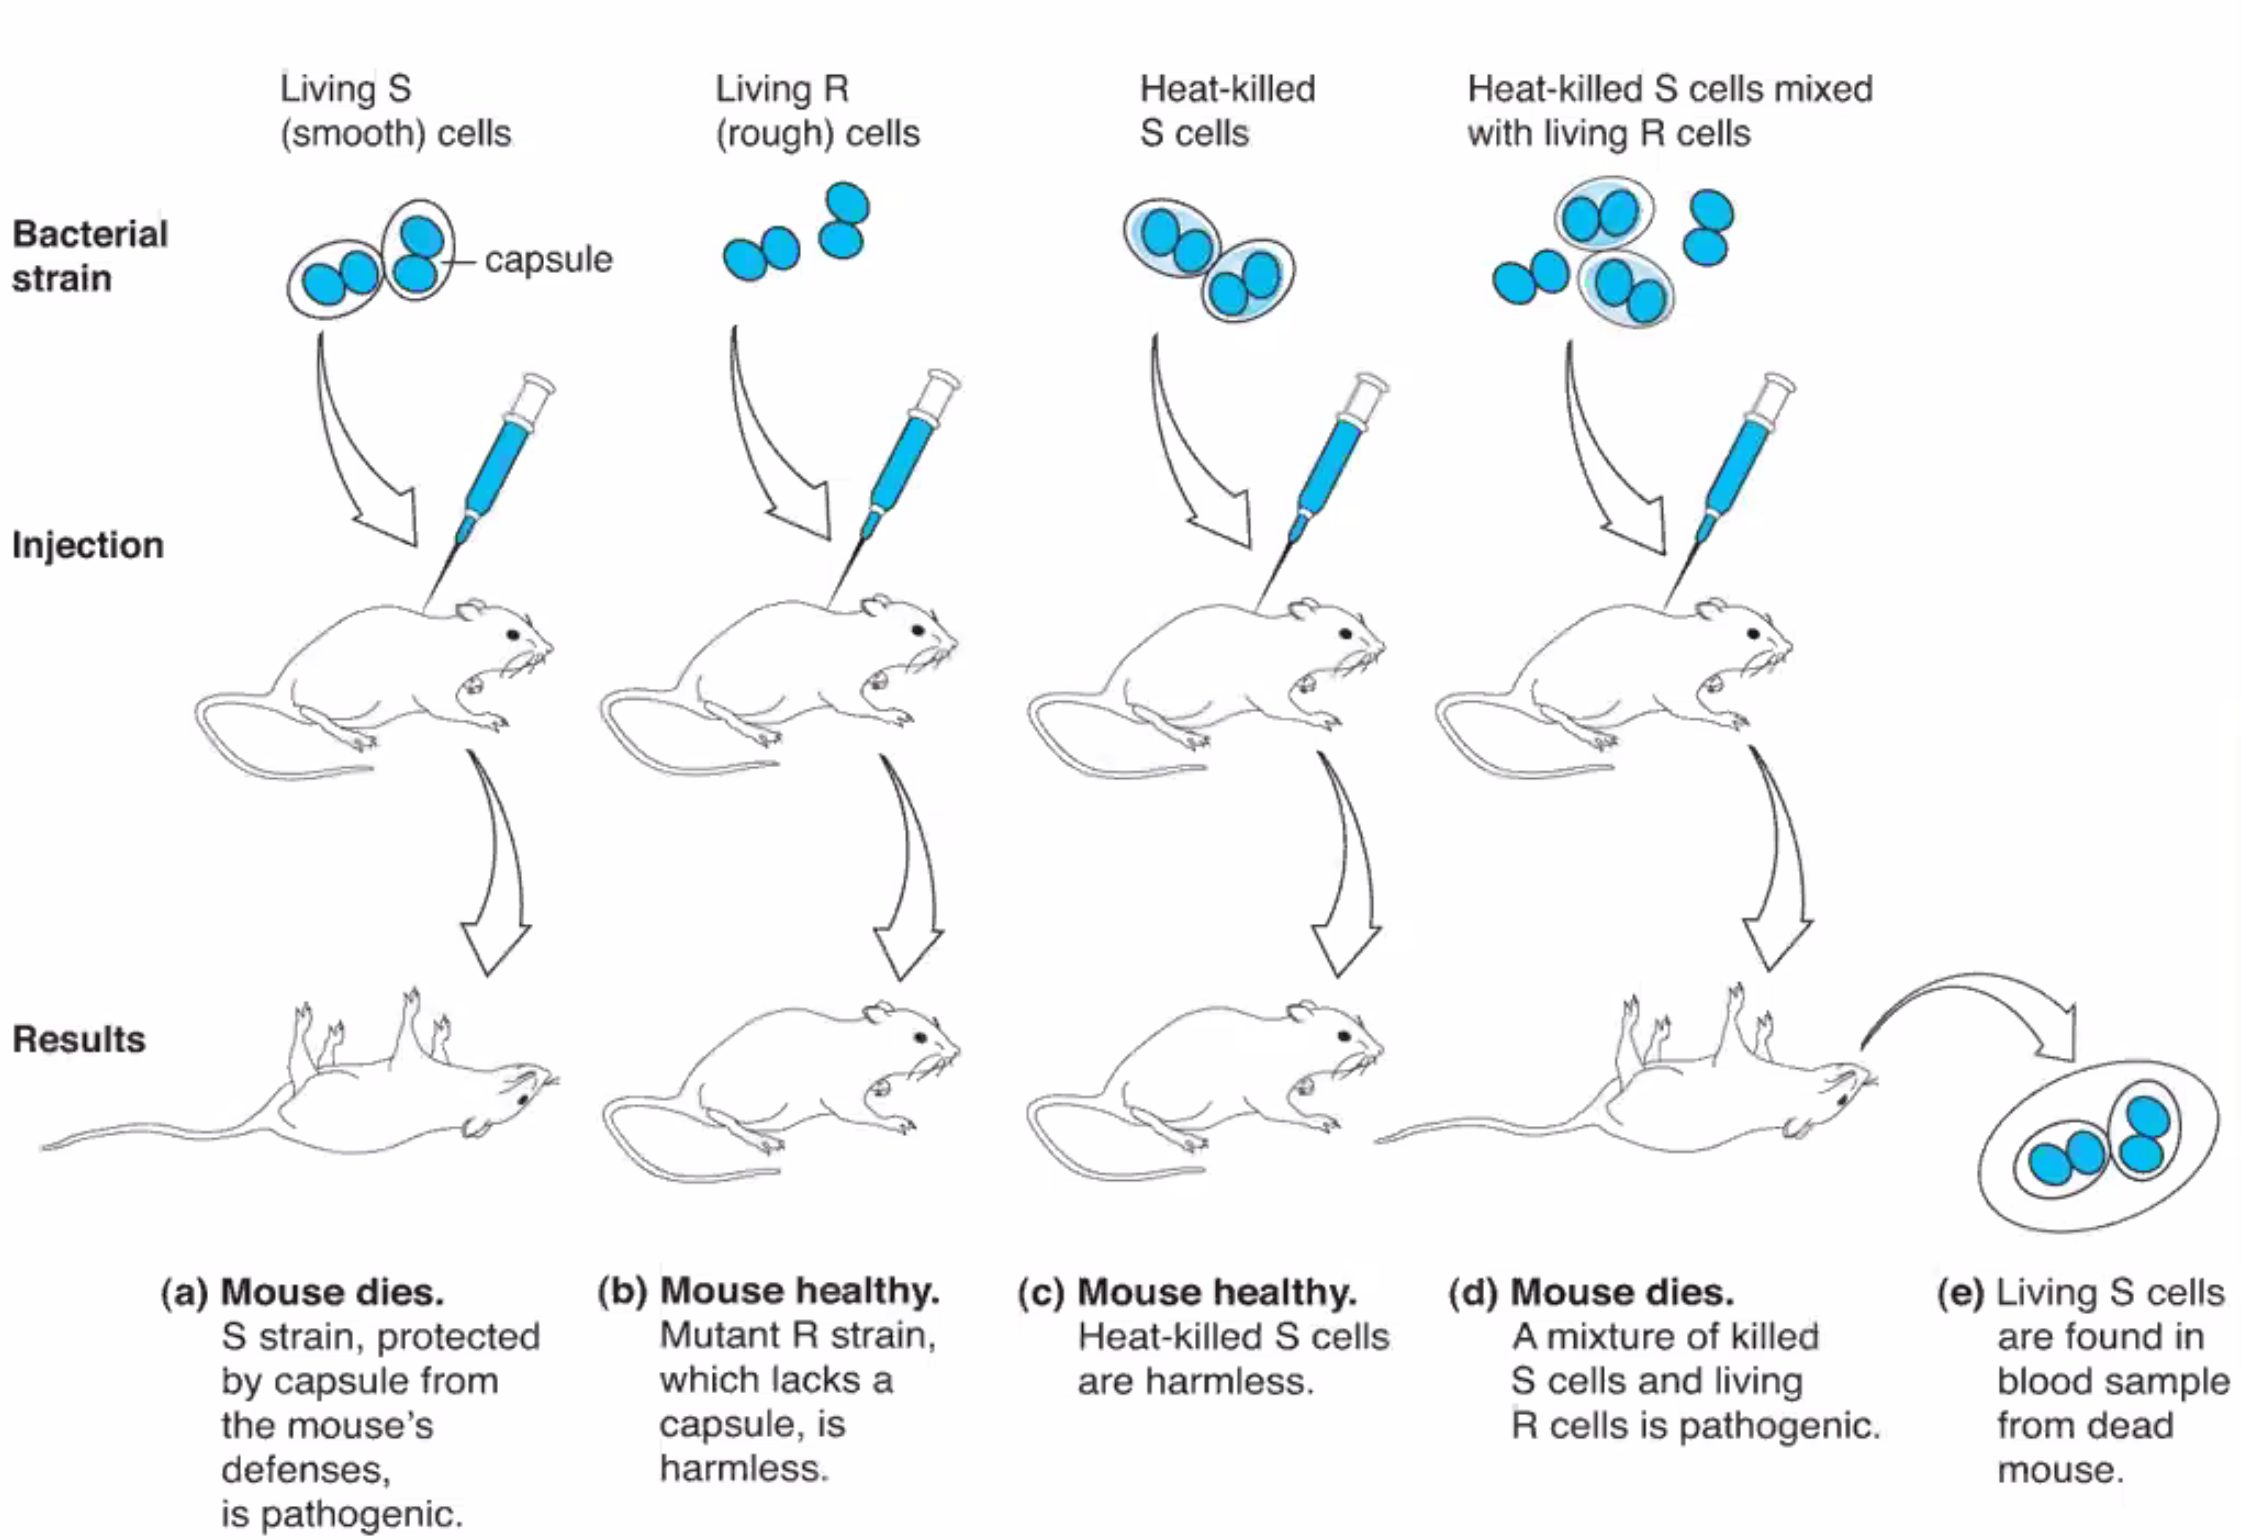 Living S
(smooth) cells
Living R
(rough) cells
Heat-killed
S cells
Heat-killed S cells mixed
with living R cells
Bacterial
strain
capsule
Injection
Results
(a) Mouse dies.
S strain, protected
by capsule from
the mouse's
defenses,
is pathogenic.
(b) Mouse healthy.
Mutant R strain,
which lacks a
capsule, is
harmless.
(c) Mouse healthy.
Heat-killed S cells
are harmless.
(d) Mouse dies.
A mixture of killed
S cells and living
R cells is pathogenic.
(e) Living S cells
are found in
blood sample
from dead
mouse.